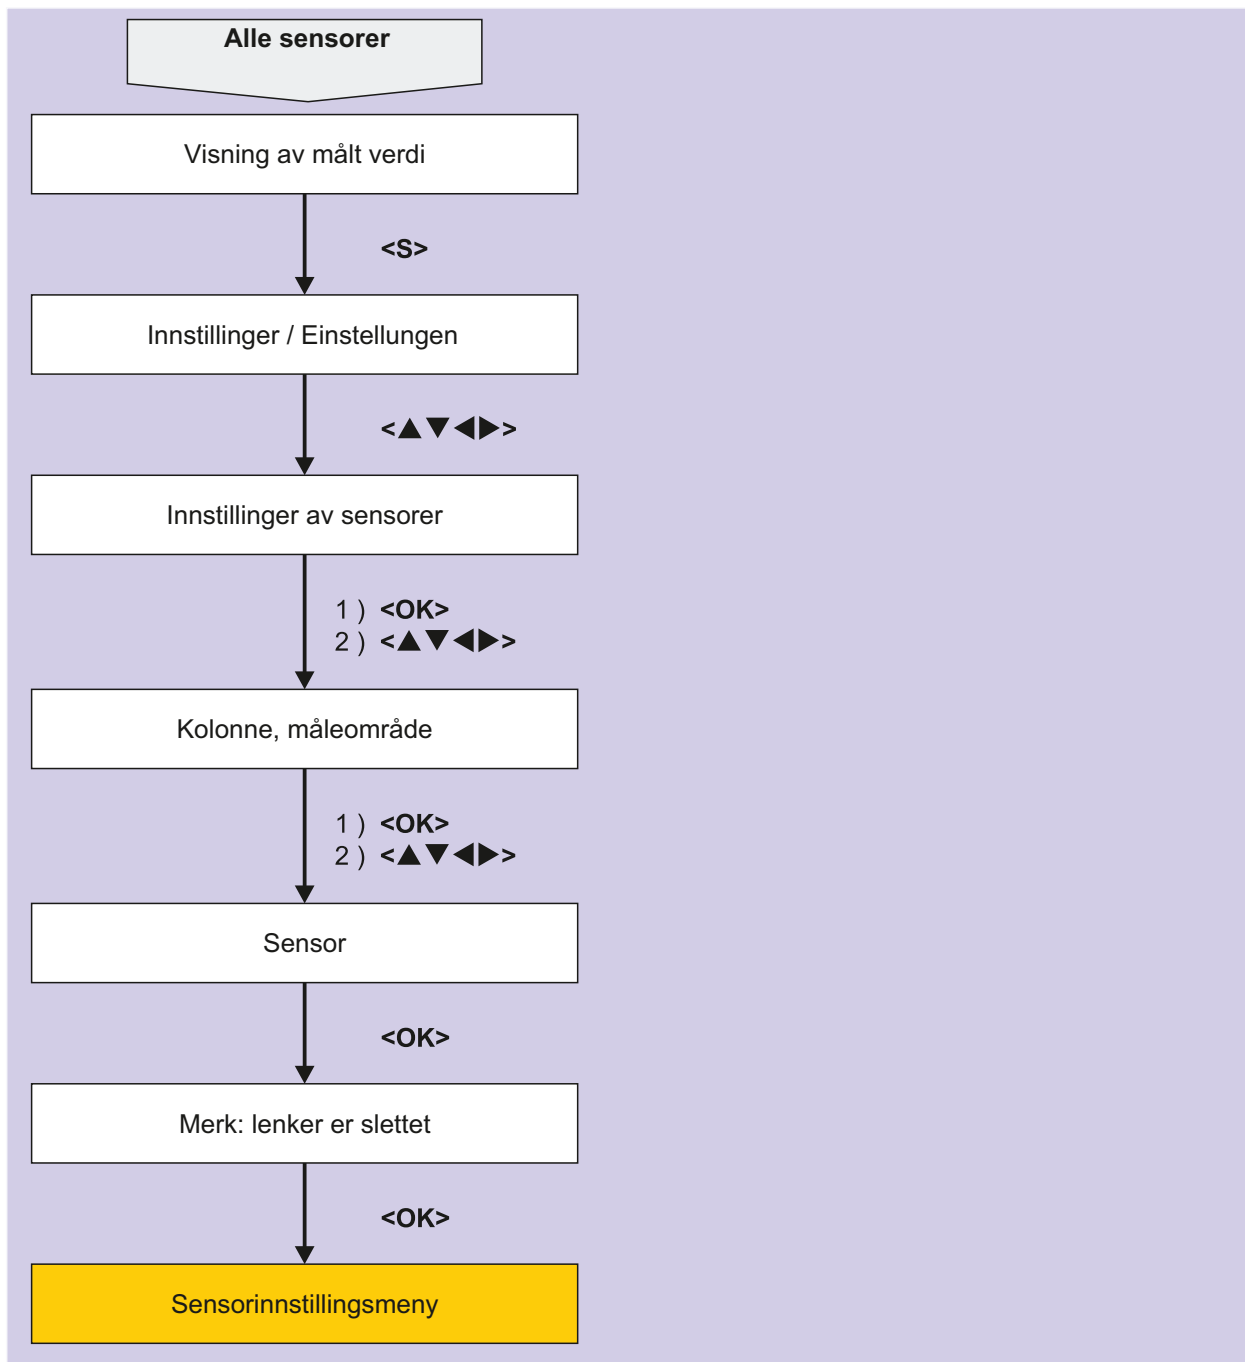 Alle sensorer
Visning av målt verdi
<S>
Innstillinger / Einstellungen
<▲▼◀▶>
Innstillinger av sensorer
1 ) <OK>
2 ) <▲▼◀▶>
Kolonne, måleområde
1 ) <OK>
2 ) <▲▼◀▶>
Sensor
<OK>
Merk: lenker er slettet
<OK>
Sensorinnstillingsmeny